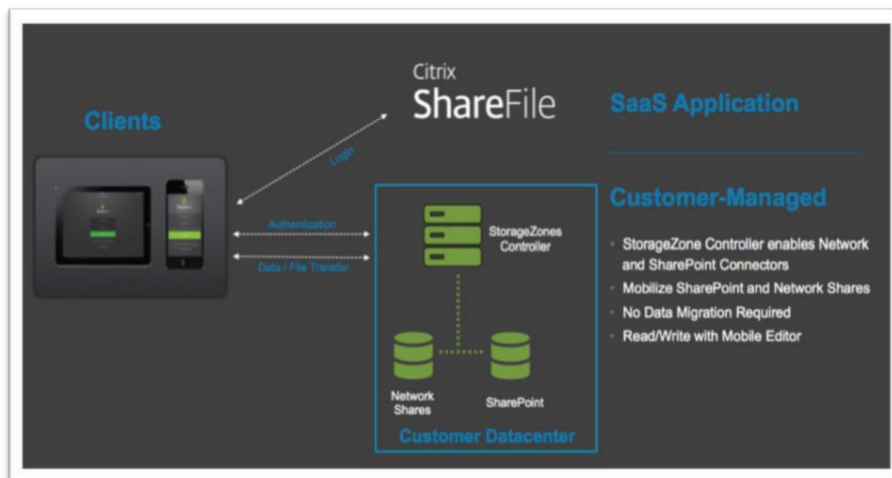 Citrix
ShareFile
SaaS Application
Clients
Login
Customer-Managed
Authentication
Data / File Transfer
StorageZones
Controller
StorageZone Controller enables Network
and SharePoint Connectors
Mobilize SharePoint and Network Shares
No Data Migration Required
Read/Write with Mobile Editor
Network
Shares
SharePoint
Customer Datacenter